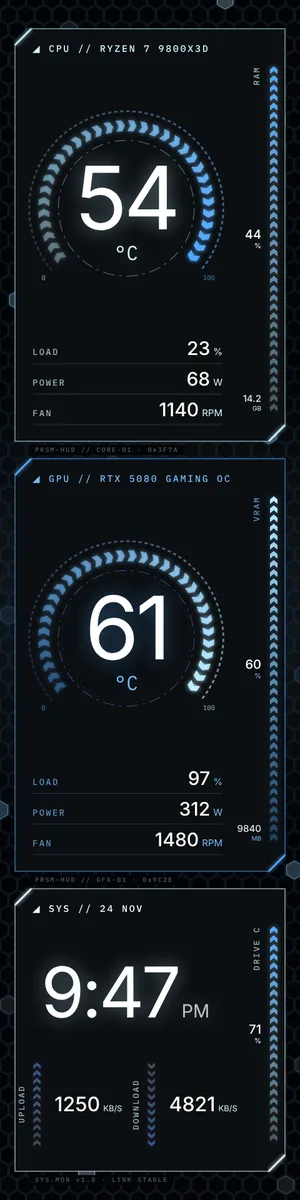 CPU // RYZEN 7 9800X3D
RAM
54
°C
0
100
44
%
LOAD 23 %
POWER 68 W
14.2
GB
FAN 1140 RPM
PRSM-HUD // CORE-01 · 0x3F7A
GPU // RTX 5080 GAMING OC
VRAM
61
°C
0
100
60
%
LOAD 97 %
POWER 312 W
9840
MB
FAN 1480 RPM
PRSM-HUD // GFX-01 · 0x9C2E
SYS // 24 NOV
DRIVE C
9:47 PM
71
%
UPLOAD
1250 KB/S
DOWNLOAD
4821 KB/S
SYS.MON v1.0 · LINK STABLE